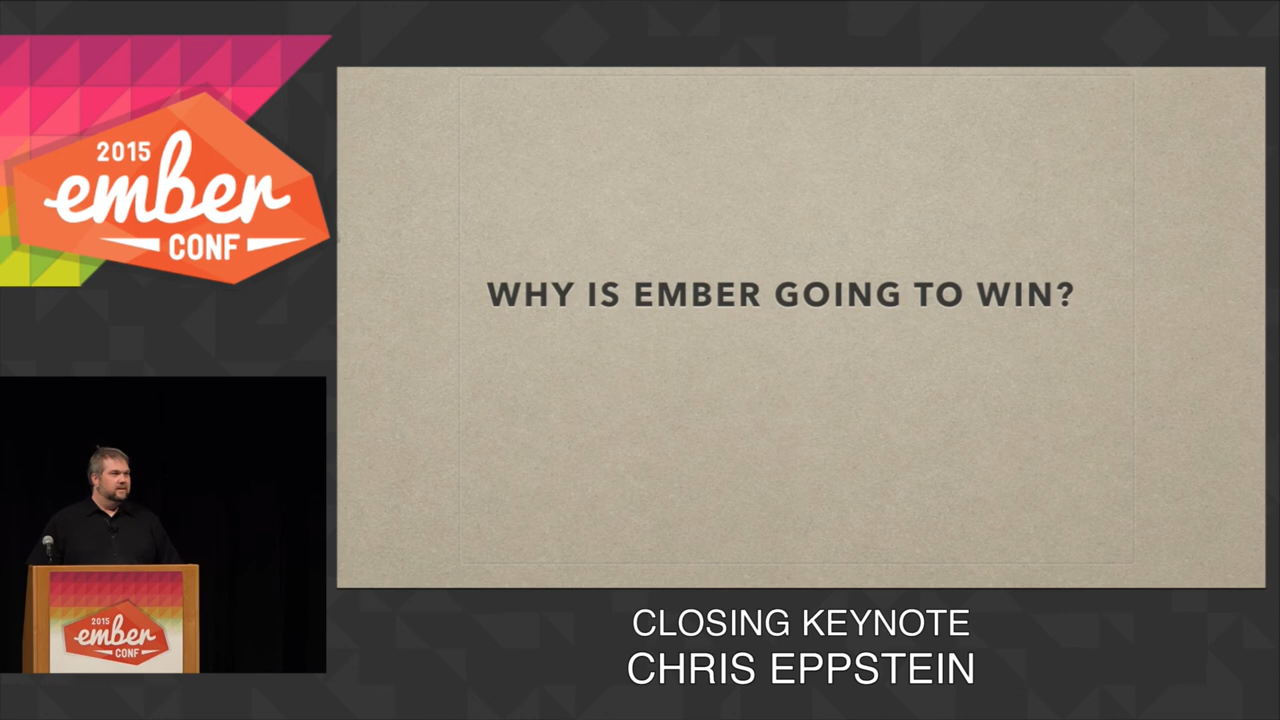 2015
ember
CONF
WHY IS EMBER GOING TO WIN?
2015
ember
CONF
CLOSING KEYNOTE
CHRIS EPPSTEIN